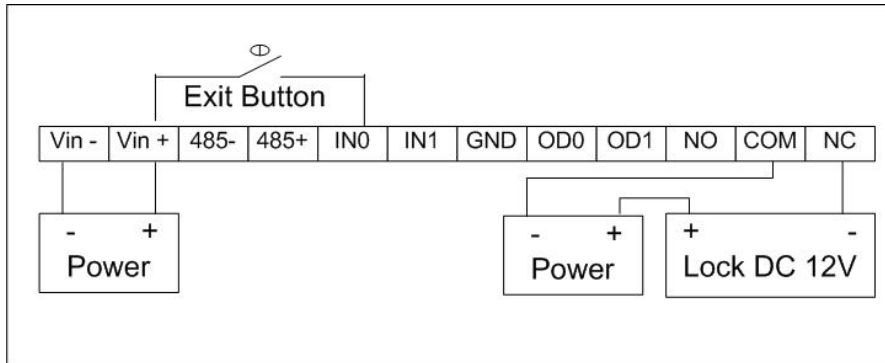 Exit Button
Vin - Vin + 485- 485+ IN0 IN1 GND OD0 OD1 NO COM NC
- + - + + -
Power Power Lock DC 12V